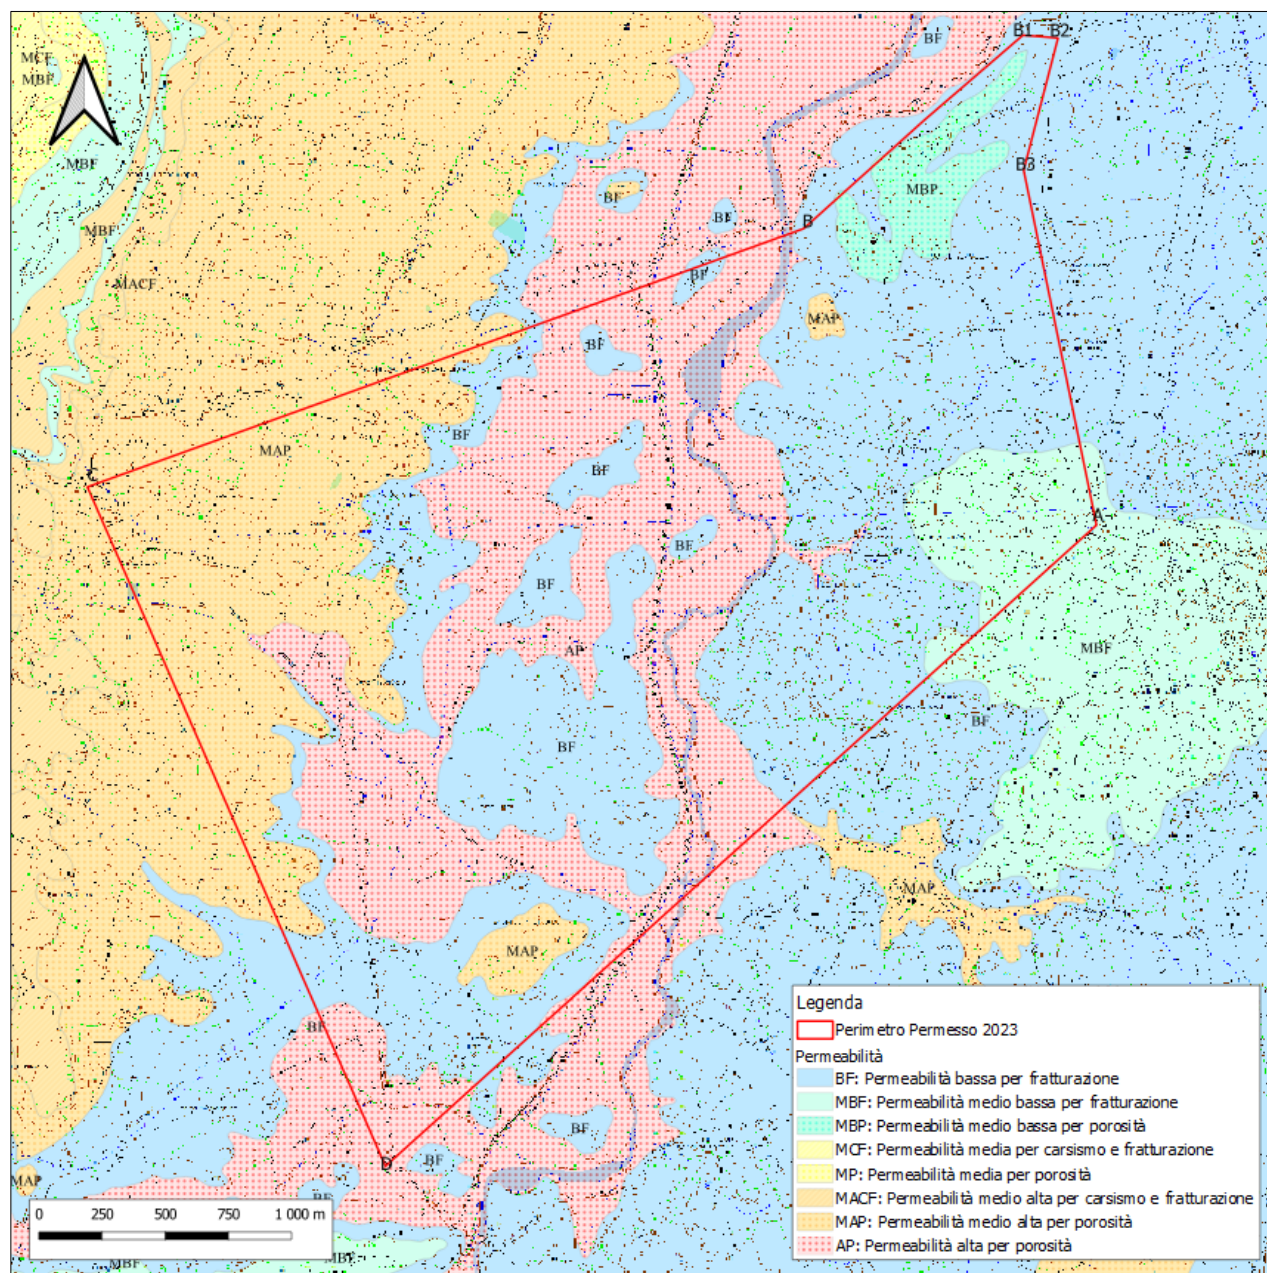 B1 B2
MCF
BF
MBF
MBF
B3
MBP
BF
BF
B
MBF
BF
MACF
MAP
BF
BF
MAP
BF
C
A
BF
BF
AP
MBF
BF
BF
MAP
MAP
BF
BF
D
BF
MAP
BF
MBF
MBF
Legenda
Perimetro Permesso 2023
Permeabilità
BF: Permeabilità bassa per fratturazione
MBF: Permeabilità medio bassa per fratturazione
MBP: Permeabilità medio bassa per porosità
MCF: Permeabilità media per carsismo e fratturazione
MP: Permeabilità media per porosità
MACF: Permeabilità medio alta per carsismo e fratturazione
MAP: Permeabilità medio alta per porosità
AP: Permeabilità alta per porosità
0 250 500 750 1 000 m